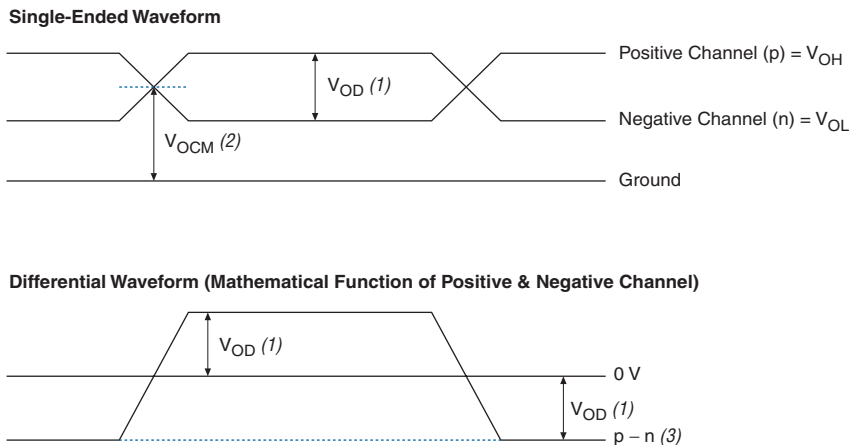 Single-Ended Waveform
Positive Channel (p) = VOH
VOD (1)
Negative Channel (n) = VOL
VOCM (2)
Ground
Differential Waveform (Mathematical Function of Positive & Negative Channel)
VOD (1)
0 V
VOD (1)
p – n (3)